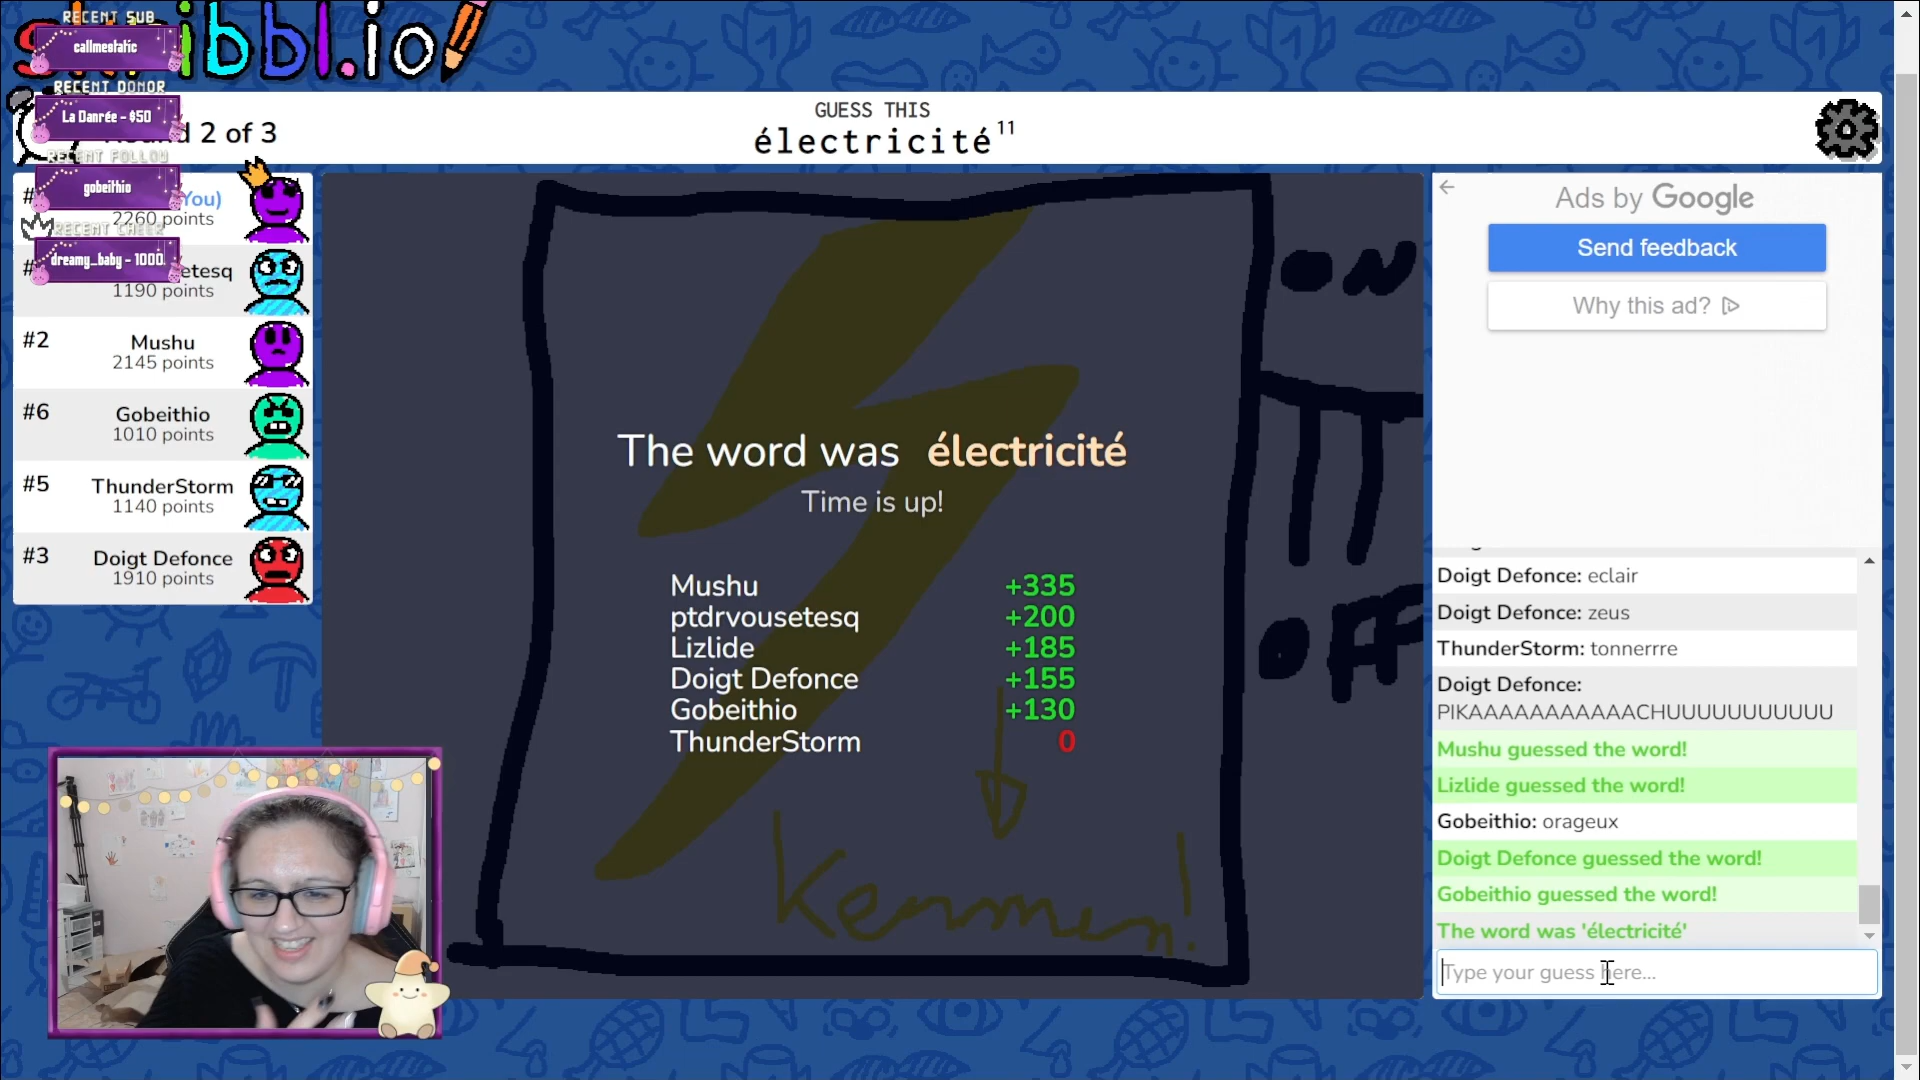 RECENT SUB
callmestatic
ibbl.io
RECENT DONOR
La Danrée - $50
d 2 of 3
GUESS THIS
électricité 11
RECENT FOLLOW
gobeithio
You)
2260 points
RECENT CHEER
dreamy_baby - 1000
etesq
1190 points
#2
Mushu
2145 points
#6
Gobeithio
1010 points
#5
ThunderStorm
1140 points
#3
Doigt Defonce
1910 points
ON
OFF
Kenmen!
The word was électricité
Time is up!
Mushu +335
ptdrvousetesq +200
Lizlide +185
Doigt Defonce +155
Gobeithio +130
ThunderStorm 0
Ads by Google
Send feedback
Why this ad?
Doigt Defonce: eclair
Doigt Defonce: zeus
ThunderStorm: tonnerrre
Doigt Defonce:
PIKAAAAAAAAAAACHUUUUUUUUUUU
Mushu guessed the word!
Lizlide guessed the word!
Gobeithio: orageux
Doigt Defonce guessed the word!
Gobeithio guessed the word!
The word was 'électricité'
Type your guess here...